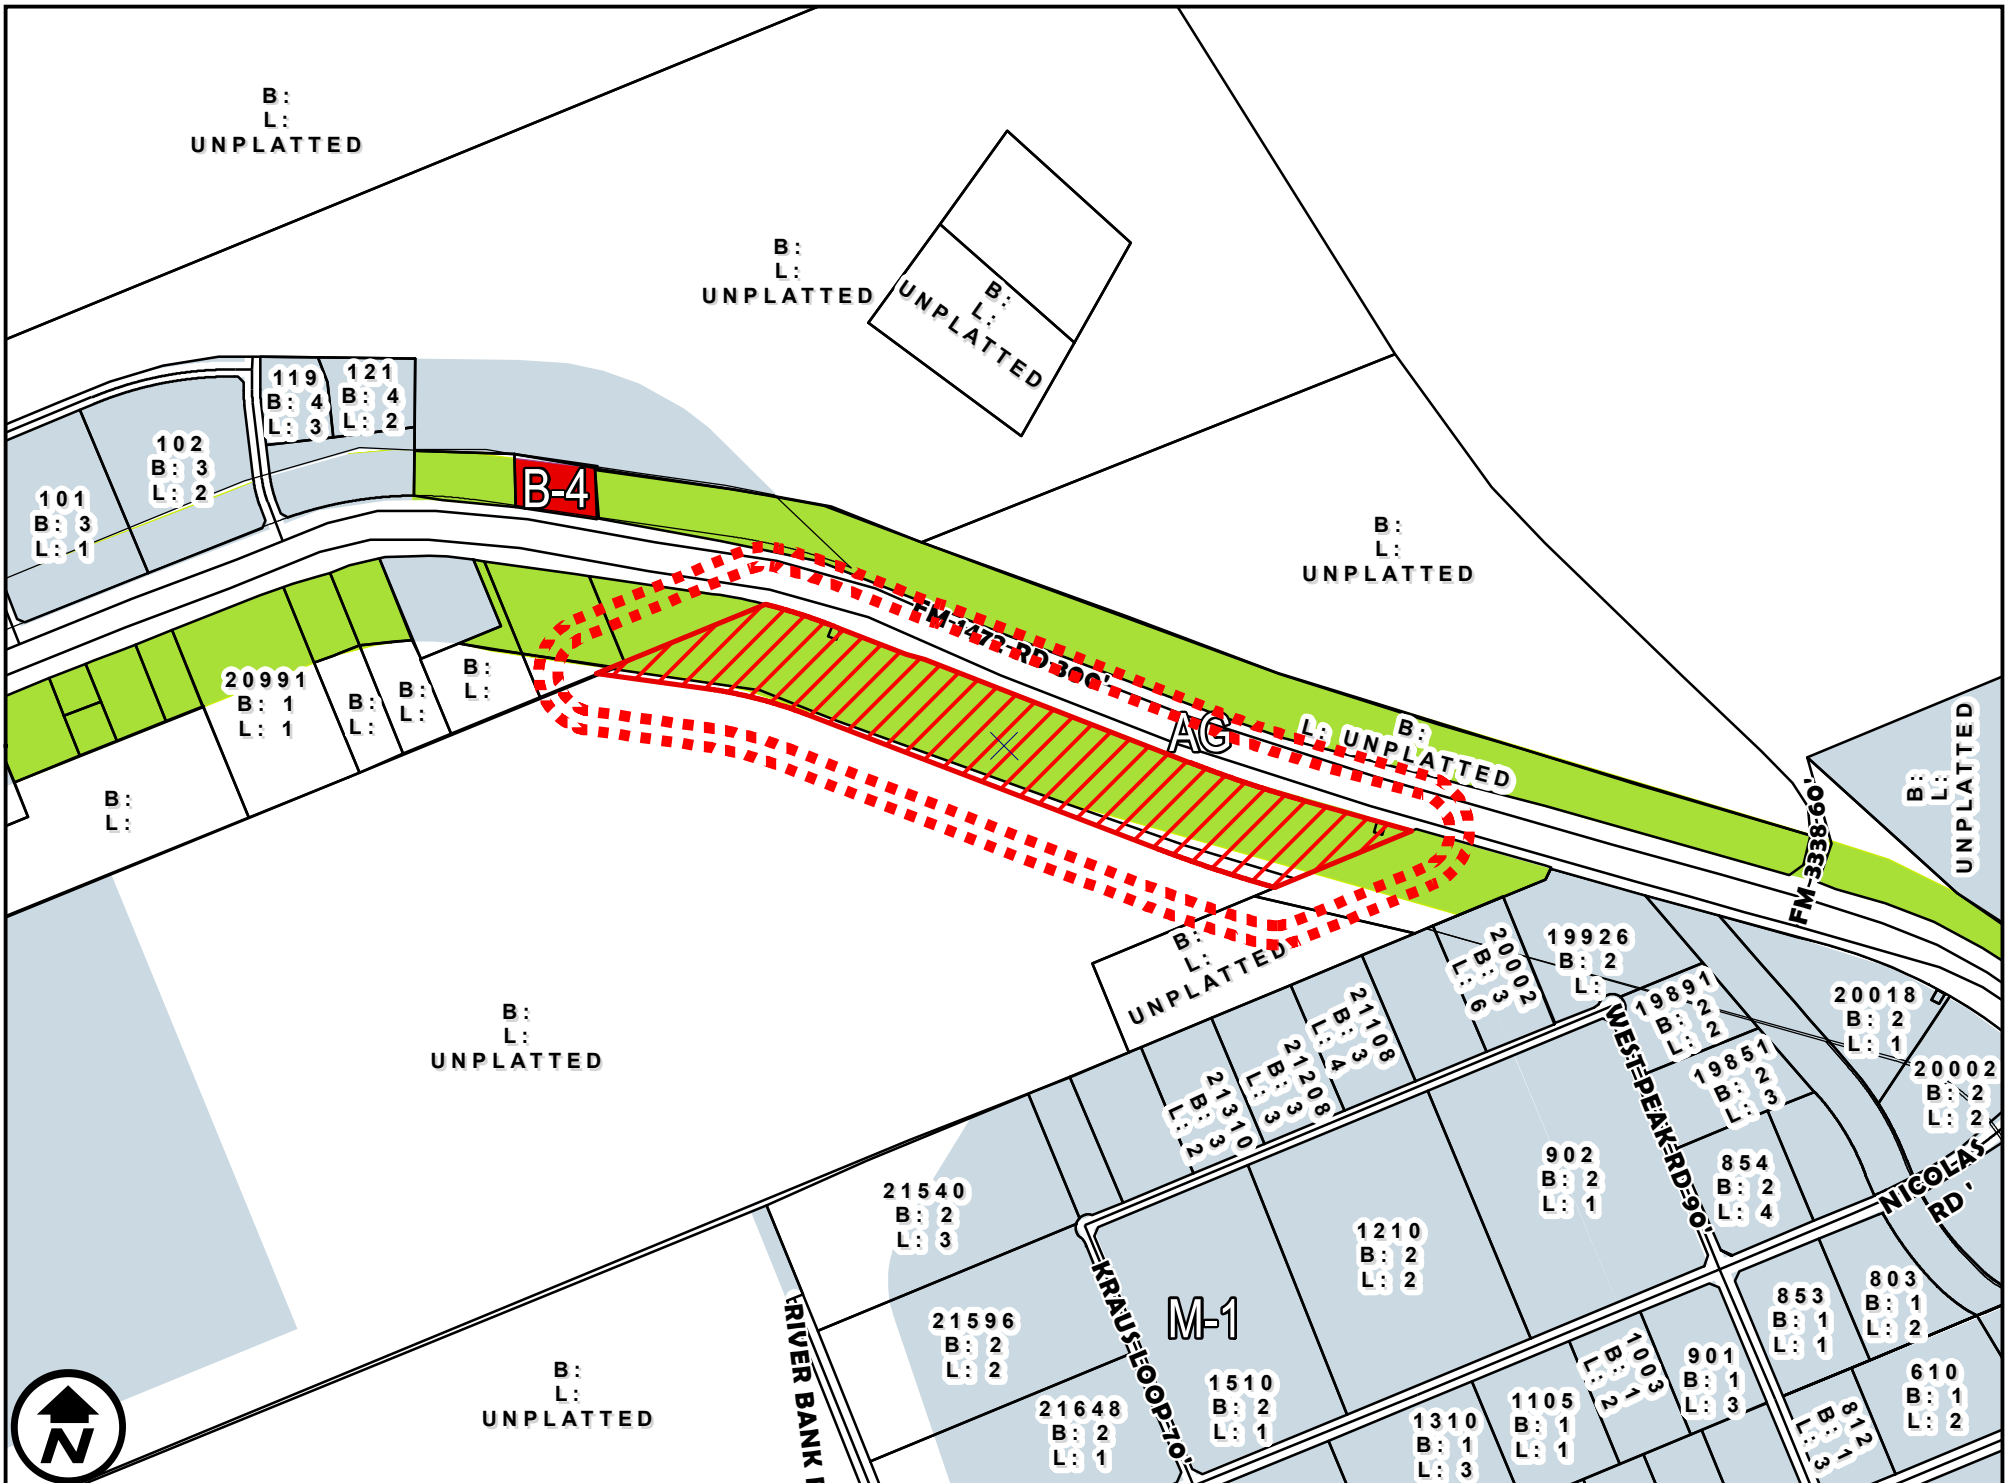 B:
L:
UNPLATTED
B:
L:
UNPLATTED
B:
L:
UNPLATTED
119
B: 4
L: 3
121
B: 4
L: 2
102
B: 3
L: 2
101
B: 3
L: 1
B-4
B:
L:
UNPLATTED
FM-1472-RD-300'
AG
B:
L: UNPLATTED
20991
B: 1
L: 1
B:
L:
B:
L:
B:
L:
B:
L:
B:
L:
UNPLATTED
FM-3338-60'
B:
L:
UNPLATTED
B:
L:
UNPLATTED
20002
B: 3
L: 6
19926
B: 2
L:
19891
B: 2
L: 2
20018
B: 2
L: 1
21108
B: 3
L: 4
21208
B: 3
L: 3
21310
B: 3
L: 2
WEST-PEAK-RD-90'
19851
B: 2
L: 3
20002
B: 2
L: 2
902
B: 2
L: 1
854
B: 2
L: 4
NICOLAS
RD '
21540
B: 2
L: 3
1210
B: 2
L: 2
KRAUS-LOOP-70'
M-1
RIVER BANK
21596
B: 2
L: 2
853
B: 1
L: 1
803
B: 1
L: 2
1003
B: 1
L: 2
901
B: 1
L: 3
610
B: 1
L: 2
1510
B: 2
L: 1
1105
B: 1
L: 1
21648
B: 2
L: 1
1310
B: 1
L: 3
812
B: 1
L: 3
B:
L:
UNPLATTED
N